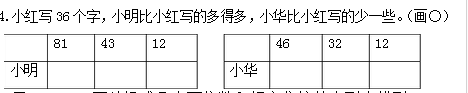 4.小红写36个字，小明比小红写的多得多，小华比小红写的少一些。(画○)
81 43 12 46 32 12
小明 小华